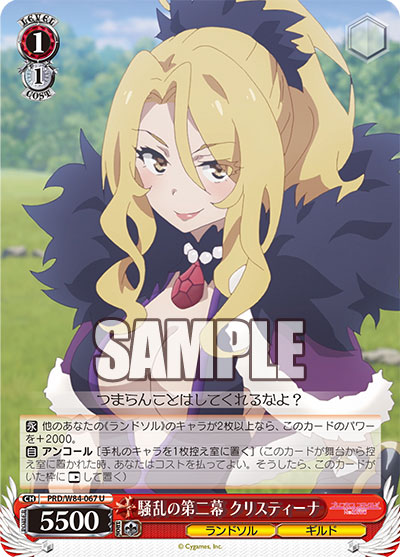 LEVEL
1
1
COST
SAMPLE
つまらんことはしてくれるなよ?
永 他のあなたの《ランドソル》のキャラが2枚以上なら、このカードのパワー
を+2000。
自 アンコール [手札のキャラを1枚控え室に置く] (このカードが舞台から控
え室に置かれた時、あなたはコストを払ってよい。そうしたら、このカードが
いた枠にレストして置く)
CH PRD/W84-067 U
5500
騒乱の第二幕 クリスティーナ
ランドソル ギルド
© Cygames, Inc.